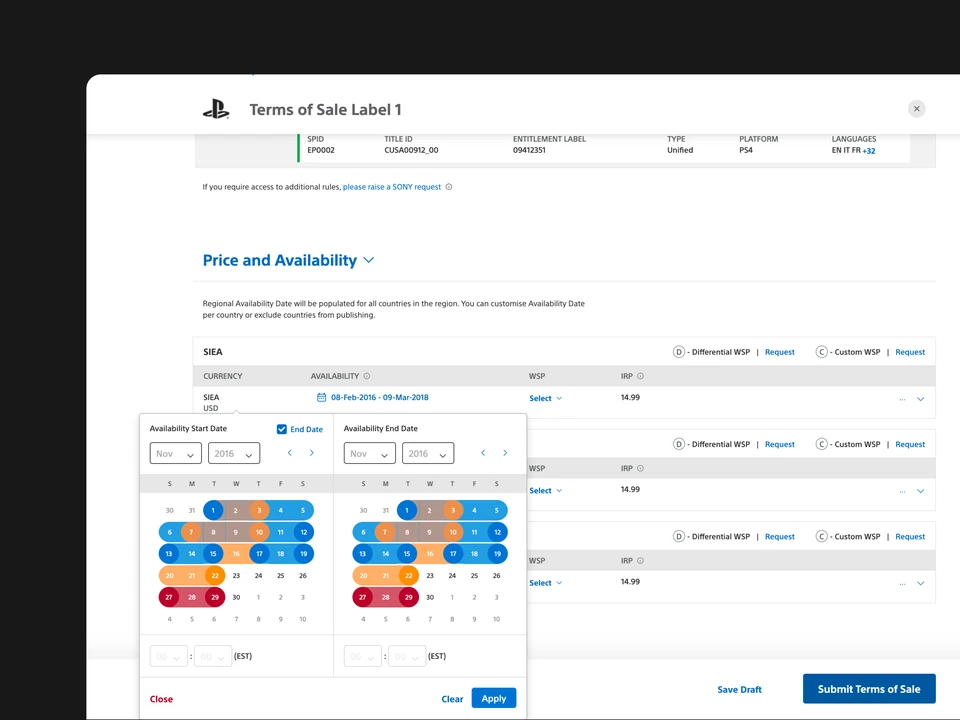 Terms of Sale Label 1
SPID TITLE ID ENTITLEMENT LABEL TYPE PLATFORM LANGUAGES
EP0002 CUSA00912_00 09412351 Unified PS4 EN IT FR +32
If you require access to additional rules, please raise a SONY request
Price and Availability
Regional Availability Date will be populated for all countries in the region. You can customise Availability Date
per country or exclude countries from publishing.
SIEA D - Differential WSP | Request C - Custom WSP | Request
CURRENCY AVAILABILITY WSP IRP
SIEA 08-Feb-2016 - 09-Mar-2018 Select 14.99 ...
USD
D - Differential WSP | Request C - Custom WSP | Request
WSP IRP
Select 14.99 ...
D - Differential WSP | Request C - Custom WSP | Request
WSP IRP
Select 14.99 ...
Availability Start Date End Date
Nov 2016
S M T W T F S
30 31 1 2 3 4 5
6 7 8 9 10 11 12
13 14 15 16 17 18 19
20 21 22 23 24 25 26
27 28 29 30 1 2 3
4 5 6 7 8 9 10
00 : 00 (EST)
Availability End Date
Nov 2016
S M T W T F S
30 31 1 2 3 4 5
6 7 8 9 10 11 12
13 14 15 16 17 18 19
20 21 22 23 24 25 26
27 28 29 30 1 2 3
4 5 6 7 8 9 10
00 : 00 (EST)
Close Clear Apply
Save Draft Submit Terms of Sale